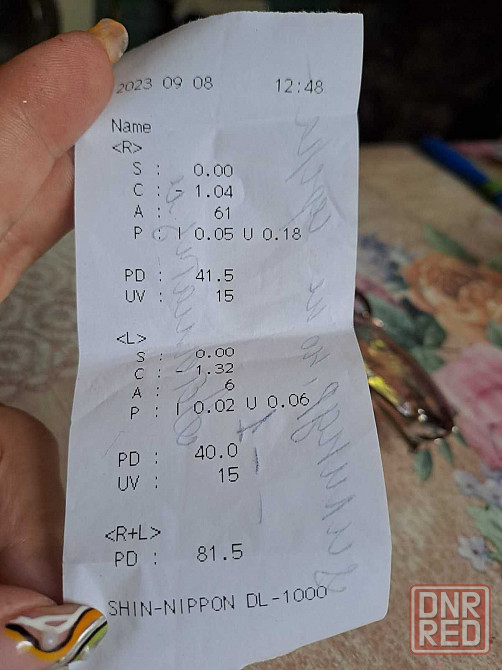 2023 09 08 12:48
Name
<R>
S : 0.00
C : - 1.04
A : 61
P : I 0.05 U 0.18
PD : 41.5
UV : 15
<L>
S : 0.00
C : - 1.32
A : 6
P : I 0.02 U 0.06
PD : 40.0
UV : 15
<R+L>
PD : 81.5
SHIN-NIPPON DL-1000
DNR
RED